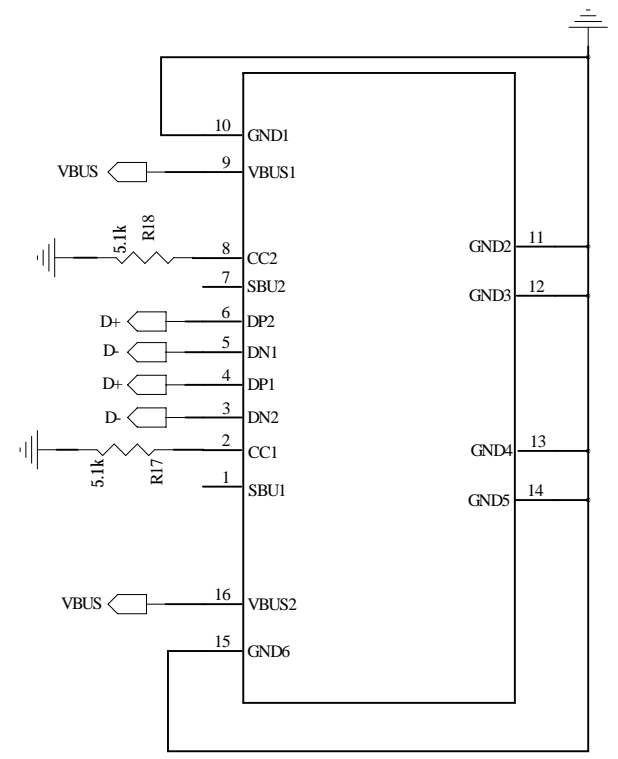 10 GND1
VBUS 9 VBUS1
5.1k R18
8 CC2
7 SBU2
D+ 6 DP2
D- 5 DN1
D+ 4 DP1
D- 3 DN2
2 CC1
5.1k R17
1 SBU1
VBUS 16 VBUS2
15 GND6
GND2 11
GND3 12
GND4 13
GND5 14